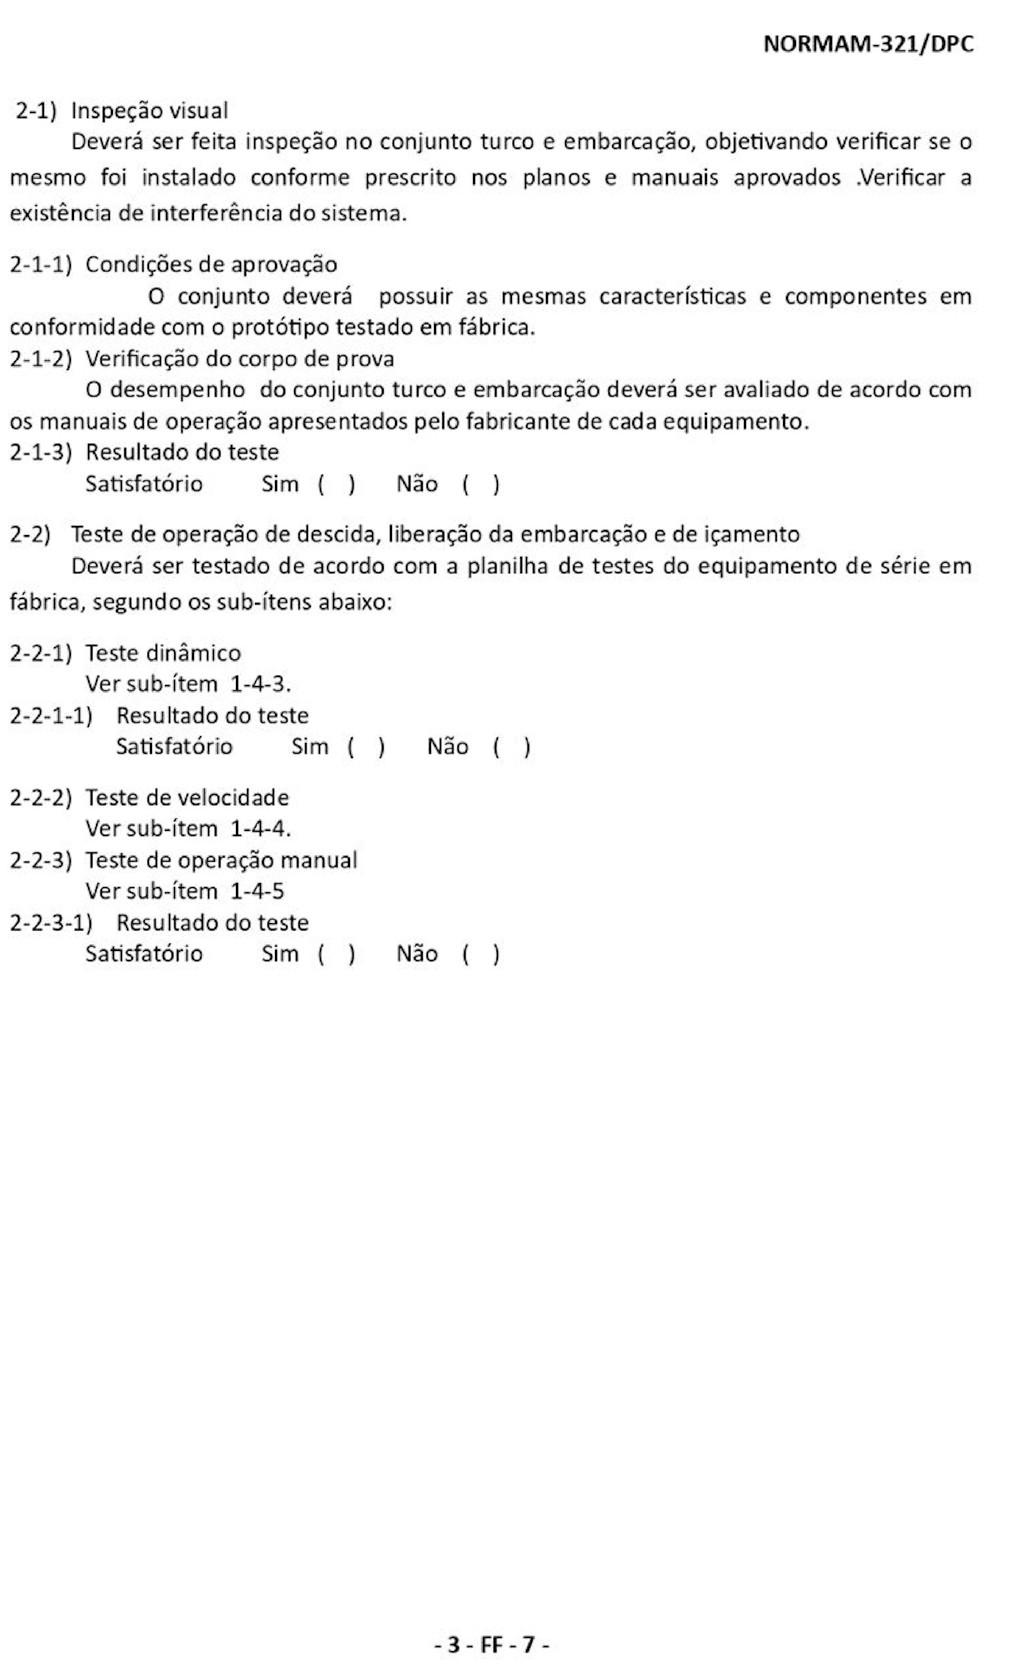 NORMAM-321/DPC
2-1) Inspeção visual
Deverá ser feita inspeção no conjunto turco e embarcação, objetivando verificar se o
mesmo foi instalado conforme prescrito nos planos e manuais aprovados .Verificar a
existência de interferência do sistema.
2-1-1) Condições de aprovação
O conjunto deverá possuir as mesmas características e componentes em
conformidade com o protótipo testado em fábrica.
2-1-2) Verificação do corpo de prova
O desempenho do conjunto turco e embarcação deverá ser avaliado de acordo com
os manuais de operação apresentados pelo fabricante de cada equipamento.
2-1-3) Resultado do teste
Satisfatório Sim ( ) Não ( )
2-2) Teste de operação de descida, liberação da embarcação e de içamento
Deverá ser testado de acordo com a planilha de testes do equipamento de série em
fábrica, segundo os sub-ítens abaixo:
2-2-1) Teste dinâmico
Ver sub-ítem 1-4-3.
2-2-1-1) Resultado do teste
Satisfatório Sim ( ) Não ( )
2-2-2) Teste de velocidade
Ver sub-ítem 1-4-4.
2-2-3) Teste de operação manual
Ver sub-ítem 1-4-5
2-2-3-1) Resultado do teste
Satisfatório Sim ( ) Não ( )
- 3 - FF - 7 -